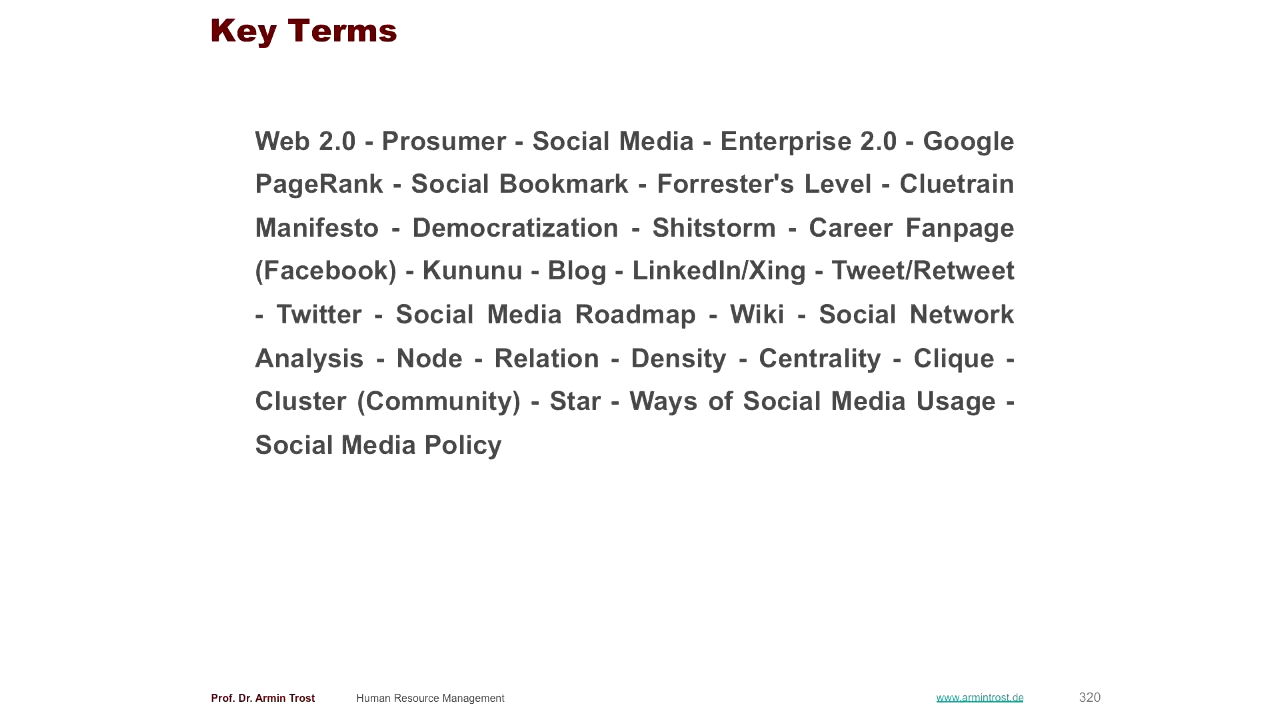 Key Terms
Web 2.0 - Prosumer - Social Media - Enterprise 2.0 - Google
PageRank - Social Bookmark - Forrester's Level - Cluetrain
Manifesto - Democratization - Shitstorm - Career Fanpage
(Facebook) - Kununu - Blog - LinkedIn/Xing - Tweet/Retweet
- Twitter - Social Media Roadmap - Wiki - Social Network
Analysis - Node - Relation - Density - Centrality - Clique -
Cluster (Community) - Star - Ways of Social Media Usage -
Social Media Policy
Prof. Dr. Armin Trost Human Resource Management www.armintrost.de 320